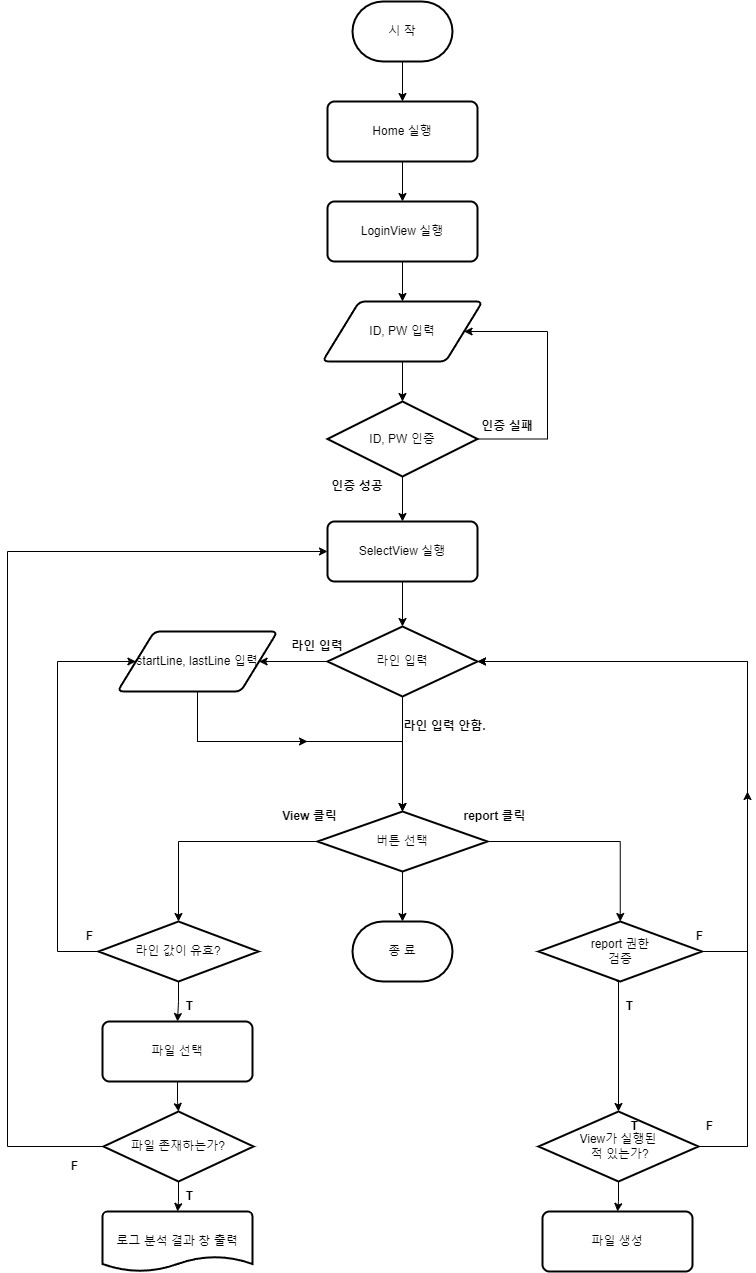 시 작
Home 실행
LoginView 실행
ID, PW 입력
인증 실패
ID, PW 인증
인증 성공
SelectView 실행
라인 입력
startLine, lastLine 입력
라인 입력
라인 입력 안함.
View 클릭
report 클릭
버튼 선택
F
라인 값이 유효?
종 료
report 권한
검증
F
T
T
파일 선택
T
F
View가 실행된
적 있는가?
파일 존재하는가?
F
T
로그 분석 결과 창 출력
파일 생성